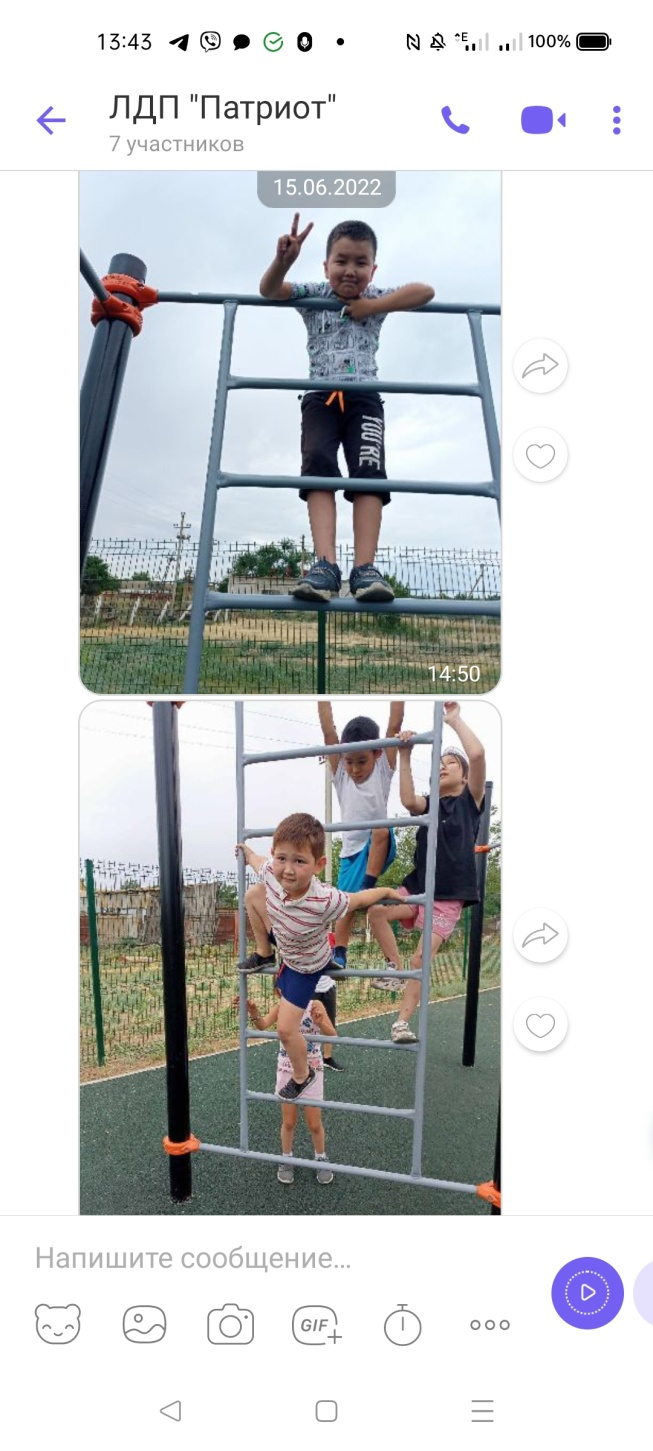 13:43
100%
ЛДП "Патриот"
7 участников
15.06.2022
YOU'RE
14:50
Напишите сообщение...
GIF